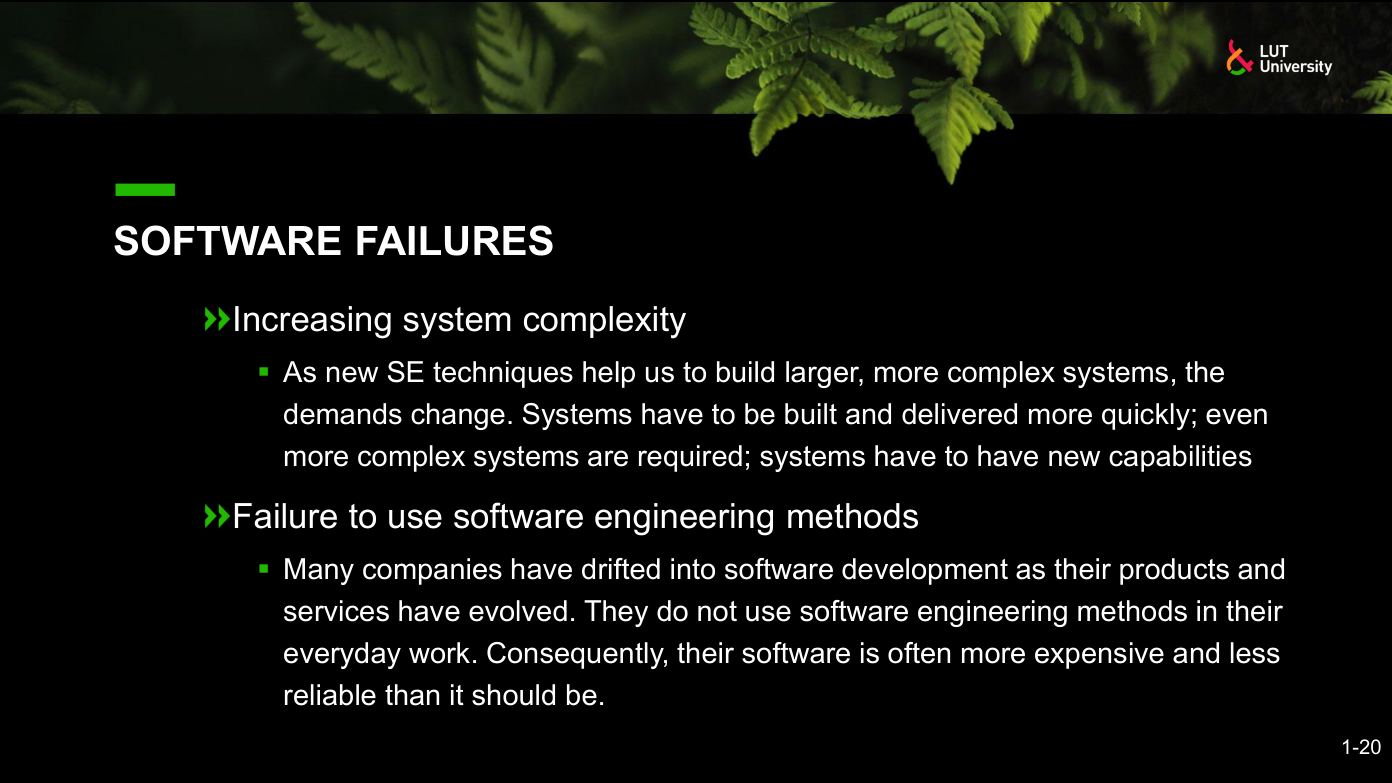 LUT
University
SOFTWARE FAILURES
Increasing system complexity
As new SE techniques help us to build larger, more complex systems, the
demands change. Systems have to be built and delivered more quickly; even
more complex systems are required; systems have to have new capabilities
Failure to use software engineering methods
Many companies have drifted into software development as their products and
services have evolved. They do not use software engineering methods in their
everyday work. Consequently, their software is often more expensive and less
reliable than it should be.
1-20